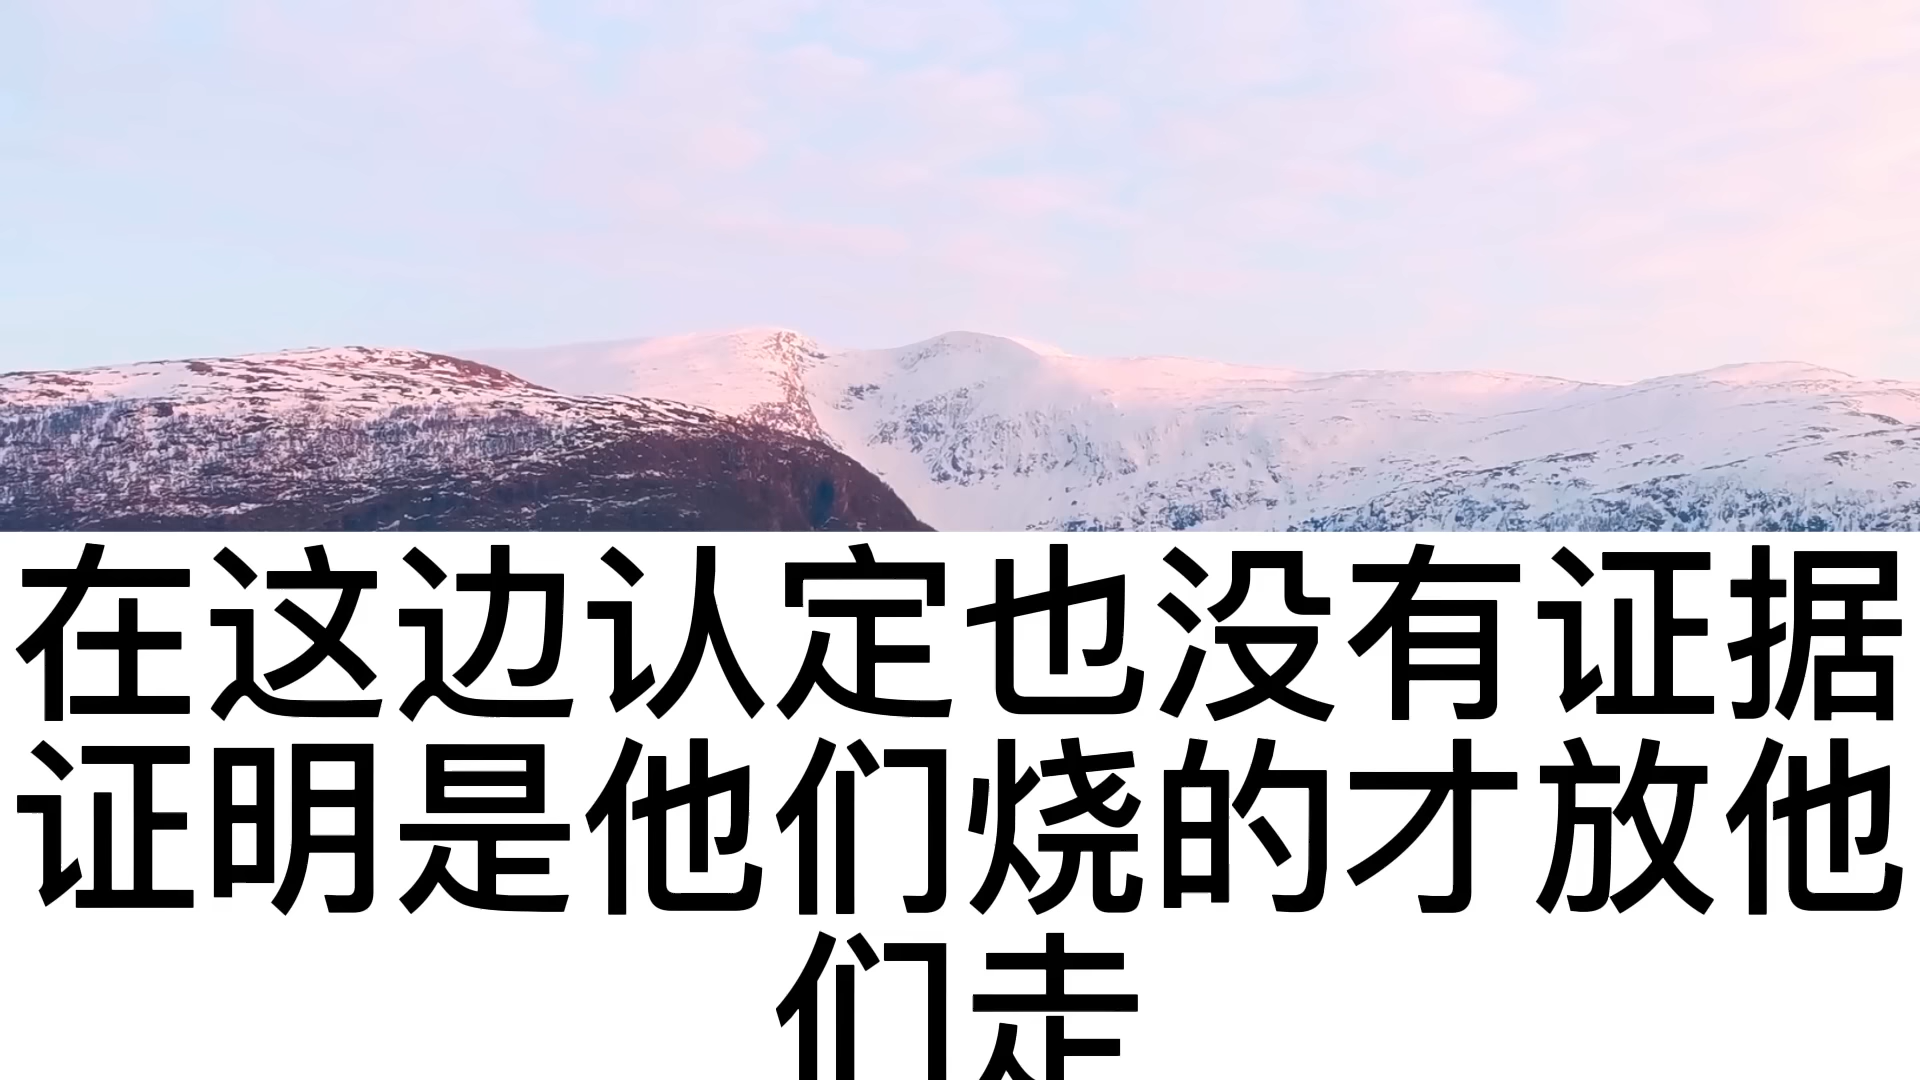 在这边认定也没有证据
证明是他们烧的才放他
们走